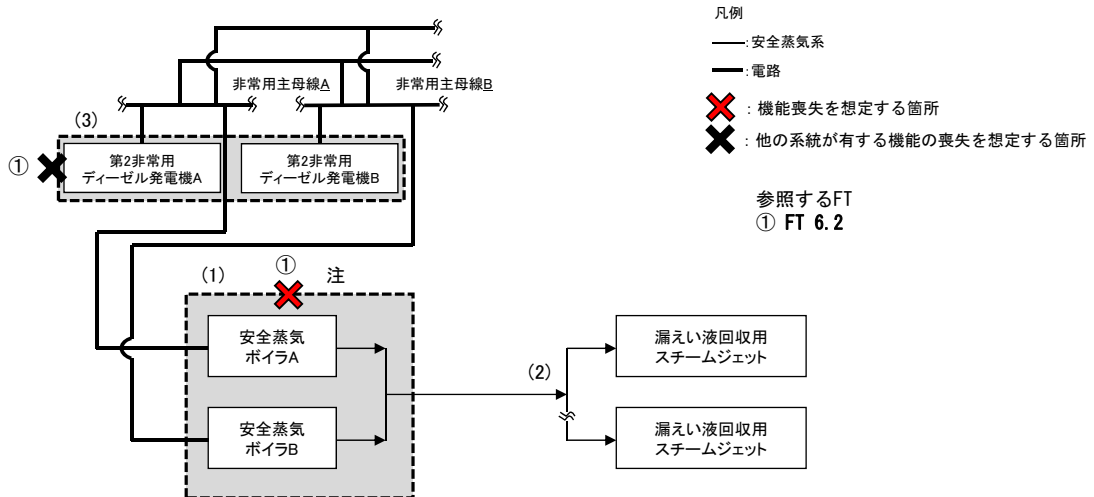 非常用主母線A
非常用主母線B
(3)
①
第2非常用
ディーゼル発電機A
第2非常用
ディーゼル発電機B
(1)
①
注
安全蒸気
ボイラA
安全蒸気
ボイラB
(2)
漏えい液回収用
スチームジェット
漏えい液回収用
スチームジェット
凡例
:安全蒸気系
:電路
：機能喪失を想定する箇所
：他の系統が有する機能の喪失を想定する箇所
参照するFT
① FT 6.2